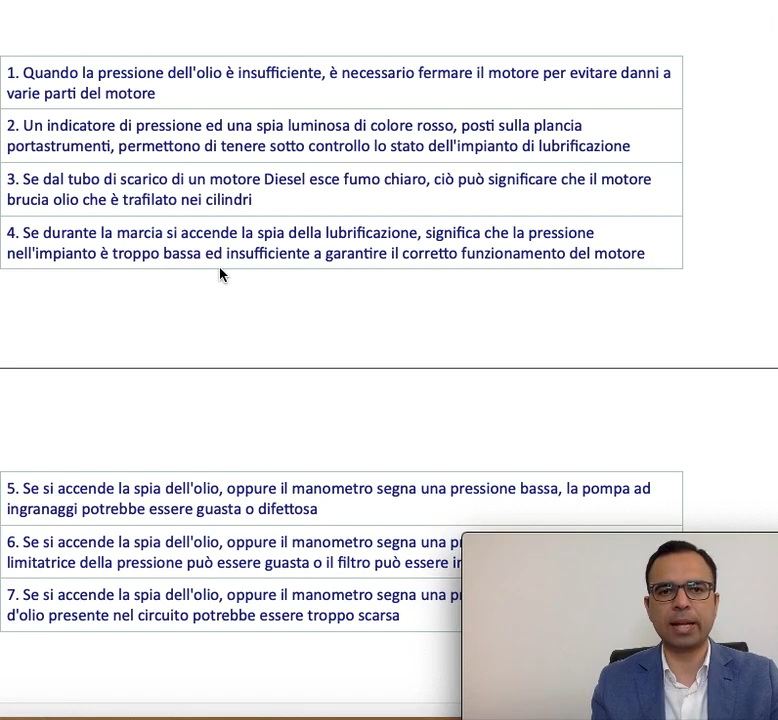 1. Quando la pressione dell'olio è insufficiente, è necessario fermare il motore per evitare danni a
varie parti del motore
2. Un indicatore di pressione ed una spia luminosa di colore rosso, posti sulla plancia
portastrumenti, permettono di tenere sotto controllo lo stato dell'impianto di lubrificazione
3. Se dal tubo di scarico di un motore Diesel esce fumo chiaro, ciò può significare che il motore
brucia olio che è trafilato nei cilindri
4. Se durante la marcia si accende la spia della lubrificazione, significa che la pressione
nell'impianto è troppo bassa ed insufficiente a garantire il corretto funzionamento del motore
5. Se si accende la spia dell'olio, oppure il manometro segna una pressione bassa, la pompa ad
ingranaggi potrebbe essere guasta o difettosa
6. Se si accende la spia dell'olio, oppure il manometro segna una
limitatrice della pressione può essere guasta o il filtro può essere
7. Se si accende la spia dell'olio, oppure il manometro segna una
d'olio presente nel circuito potrebbe essere troppo scarsa